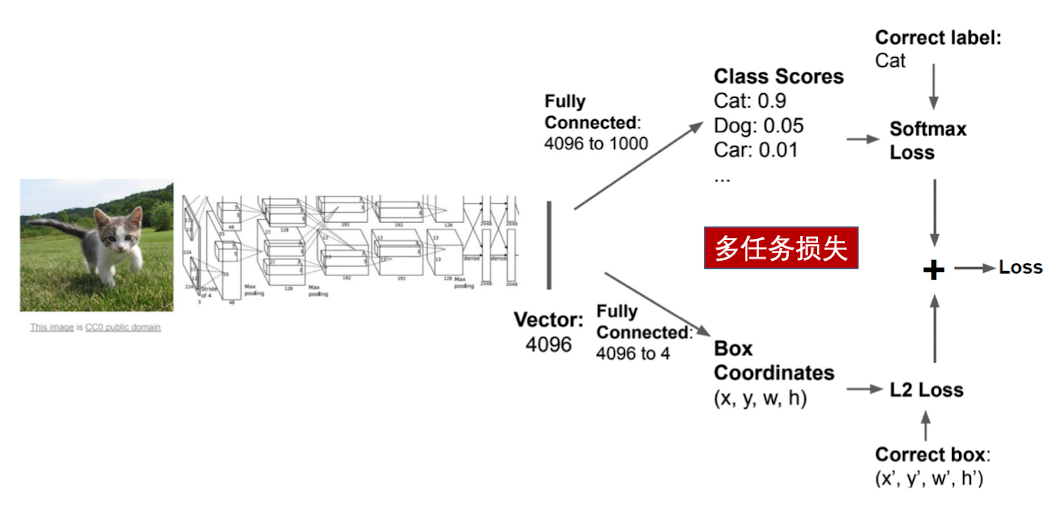 This image is CC0 public domain
Stride
of 4
Max
pooling
Max
pooling
Max
pooling
dense
dense
Vector:
4096
Fully
Connected:
4096 to 1000
Fully
Connected:
4096 to 4
Class Scores
Cat: 0.9
Dog: 0.05
Car: 0.01
...
多任务损失
Box
Coordinates
(x, y, w, h)
Correct label:
Cat
Softmax
Loss
+
Loss
L2 Loss
Correct box:
(x’, y’, w’, h’)